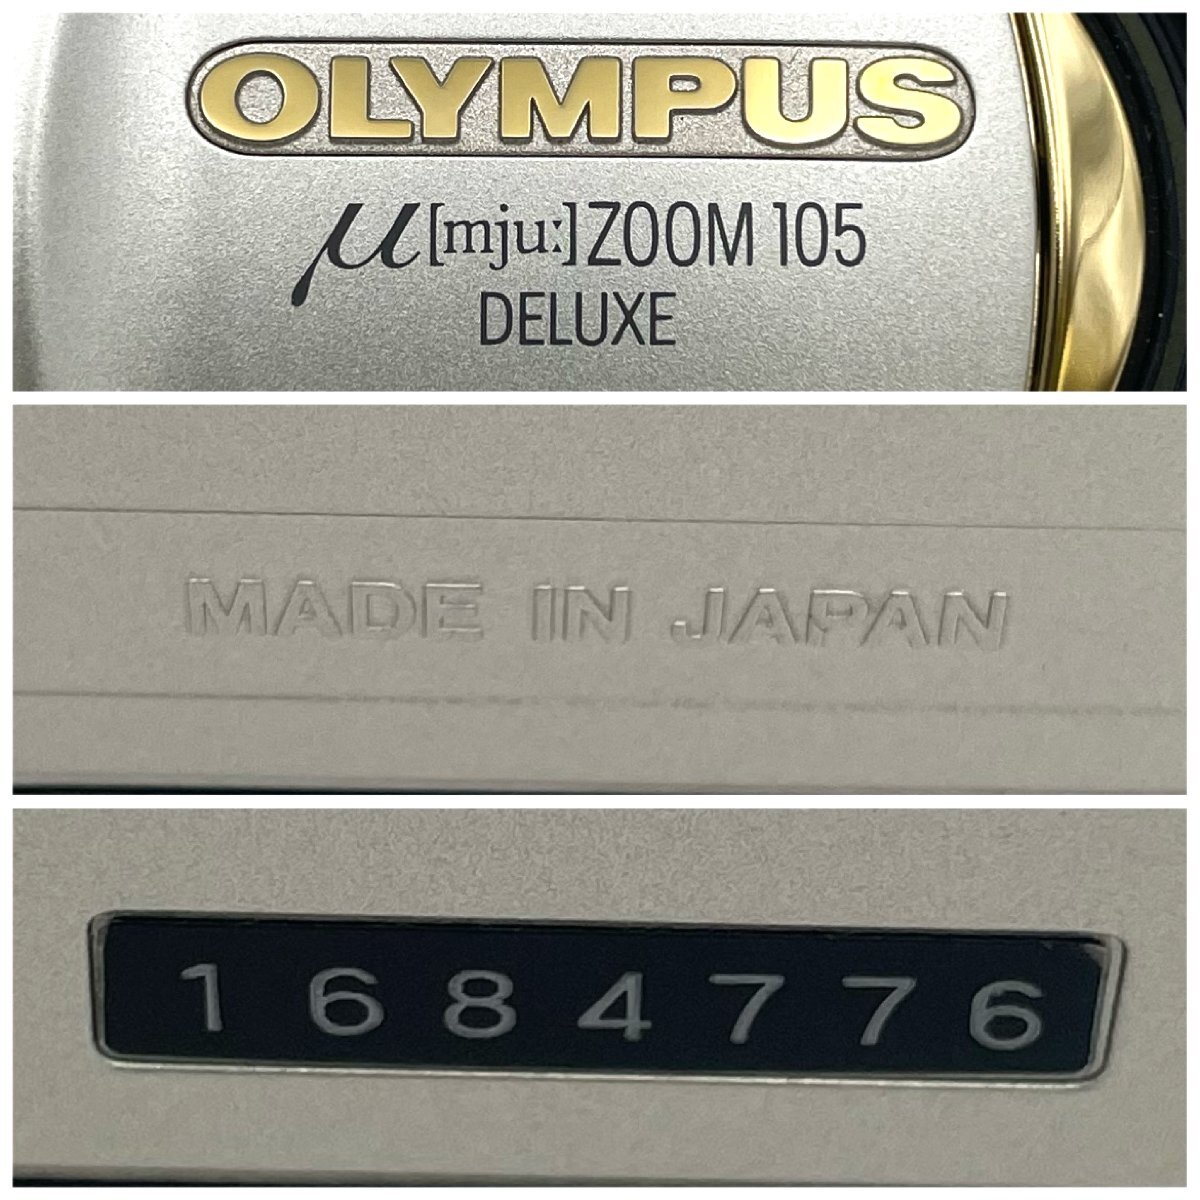 OLYMPUS
μ[mju:]ZOOM 105
DELUXE
MADE IN JAPAN
1684776